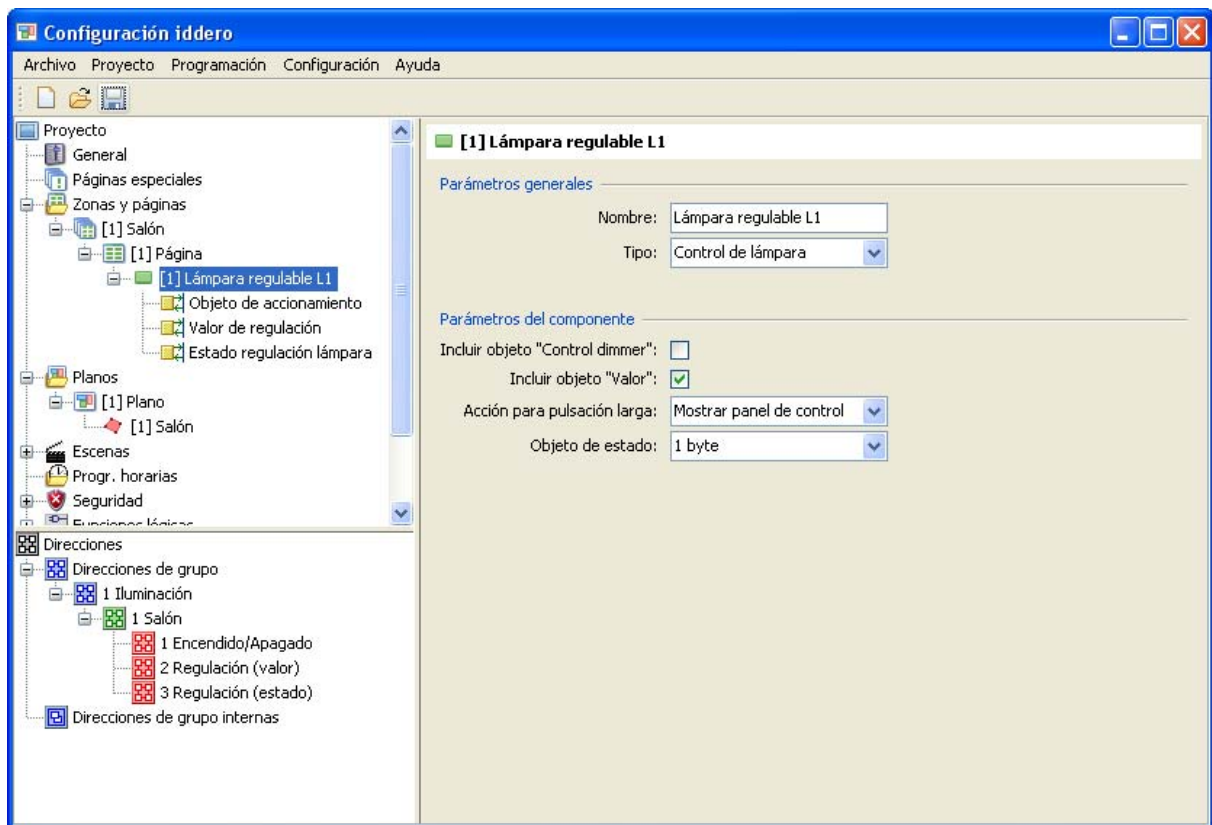 Configuración iddero
Archivo Proyecto Programación Configuración Ayuda
Proyecto
General
Páginas especiales
Zonas y páginas
[1] Salón
[1] Página
[1] Lámpara regulable L1
Objeto de accionamiento
Valor de regulación
Estado regulación lámpara
Planos
[1] Plano
[1] Salón
Escenas
Progr. horarias
Seguridad
Funciones lógicas
Direcciones
Direcciones de grupo
1 Iluminación
1 Salón
1 Encendido/Apagado
2 Regulación (valor)
3 Regulación (estado)
Direcciones de grupo internas
[1] Lámpara regulable L1
Parámetros generales
Nombre: Lámpara regulable L1
Tipo: Control de lámpara
Parámetros del componente
Incluir objeto "Control dimmer":
Incluir objeto "Valor":
Acción para pulsación larga: Mostrar panel de control
Objeto de estado: 1 byte